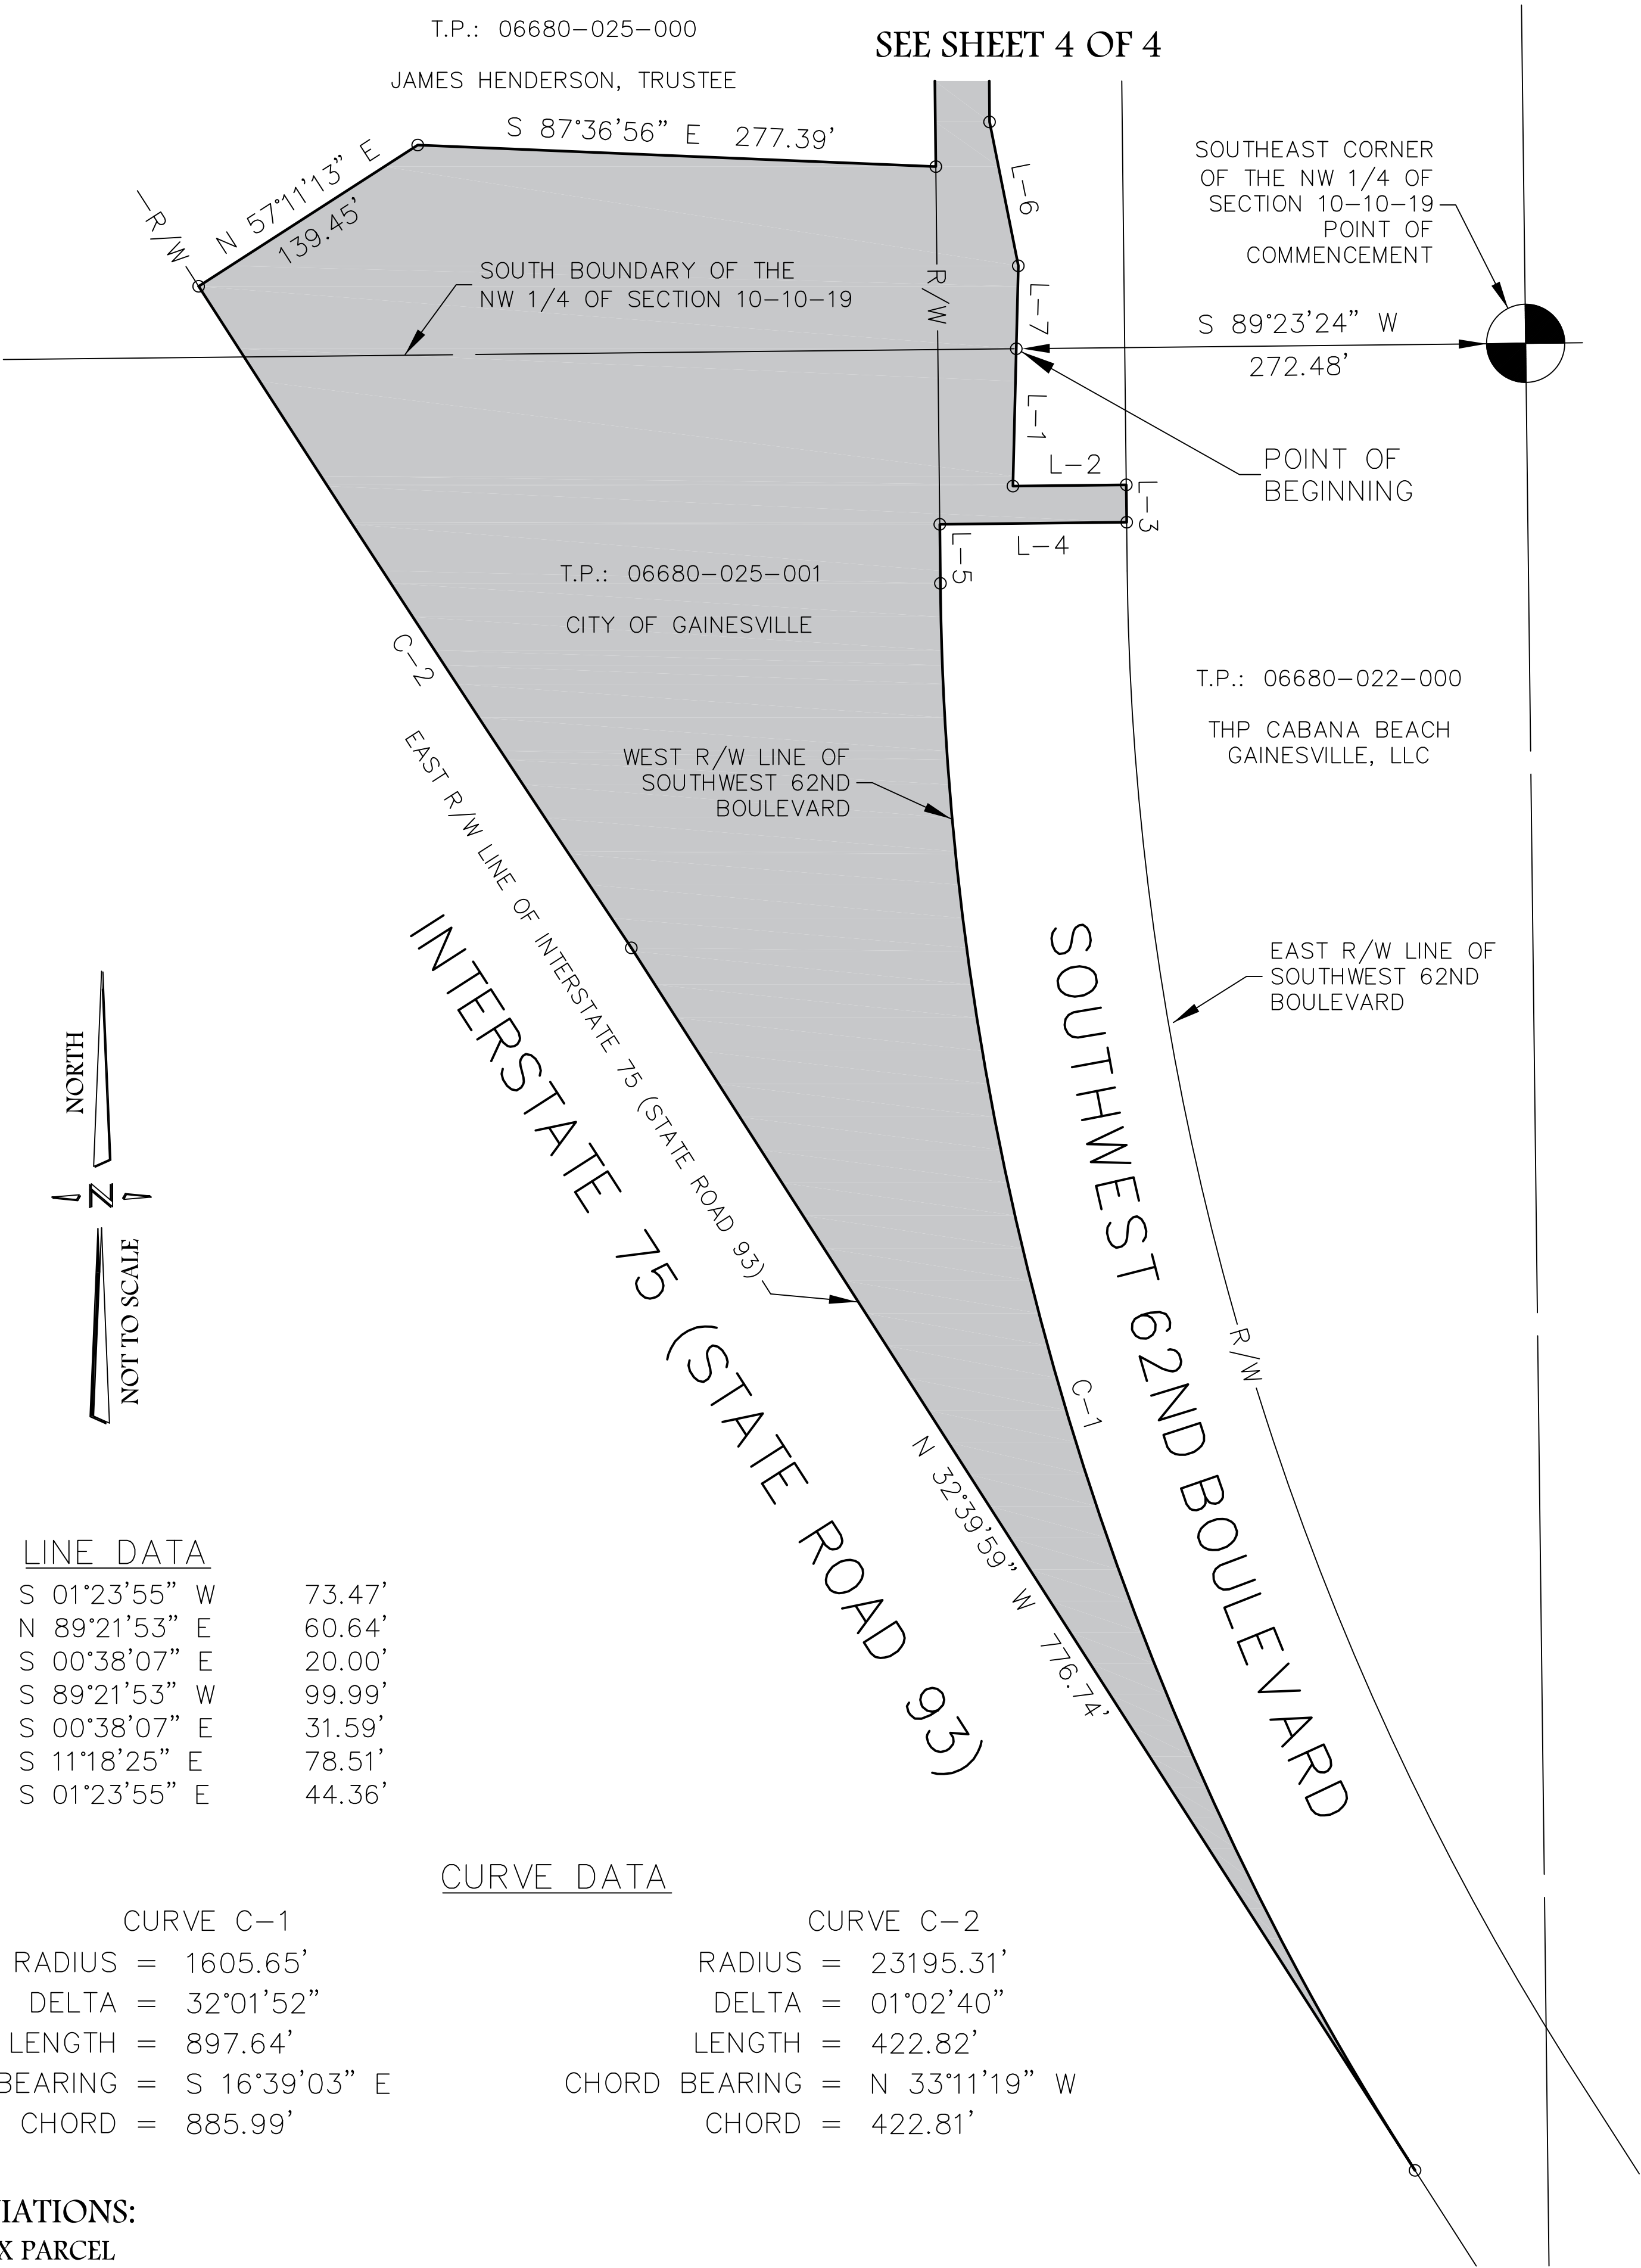 T.P.: 06680-025-000
SEE SHEET 4 OF 4
JAMES HENDERSON, TRUSTEE
S 87°36'56" E 277.39'
N 57°11'13" E
139.45'
R/W
SOUTH BOUNDARY OF THE
NW 1/4 OF SECTION 10-10-19
R/W
L-6
L-7
SOUTHEAST CORNER
OF THE NW 1/4 OF
SECTION 10-10-19
POINT OF
COMMENCEMENT
S 89°23'24" W
272.48'
L-1
L-2
L-3
L-4
L-5
POINT OF
BEGINNING
T.P.: 06680-025-001
CITY OF GAINESVILLE
C-2
T.P.: 06680-022-000
THP CABANA BEACH
GAINESVILLE, LLC
WEST R/W LINE OF
SOUTHWEST 62ND
BOULEVARD
EAST R/W LINE OF INTERSTATE 75 (STATE ROAD 93)
INTERSTATE 75 (STATE ROAD 93)
SOUTHWEST 62ND BOULEVARD
EAST R/W LINE OF
SOUTHWEST 62ND
BOULEVARD
R/W
C-1
N 32°39'59" W 776.74'
NORTH
N
NOT TO SCALE
LINE DATA
S 01°23'55" W 73.47'
N 89°21'53" E 60.64'
S 00°38'07" E 20.00'
S 89°21'53" W 99.99'
S 00°38'07" E 31.59'
S 11°18'25" E 78.51'
S 01°23'55" E 44.36'
CURVE DATA
CURVE C-1
RADIUS = 1605.65'
DELTA = 32°01'52"
LENGTH = 897.64'
BEARING = S 16°39'03" E
CHORD = 885.99'
CURVE C-2
RADIUS = 23195.31'
DELTA = 01°02'40"
LENGTH = 422.82'
CHORD BEARING = N 33°11'19" W
CHORD = 422.81'
IATIONS:
X PARCEL